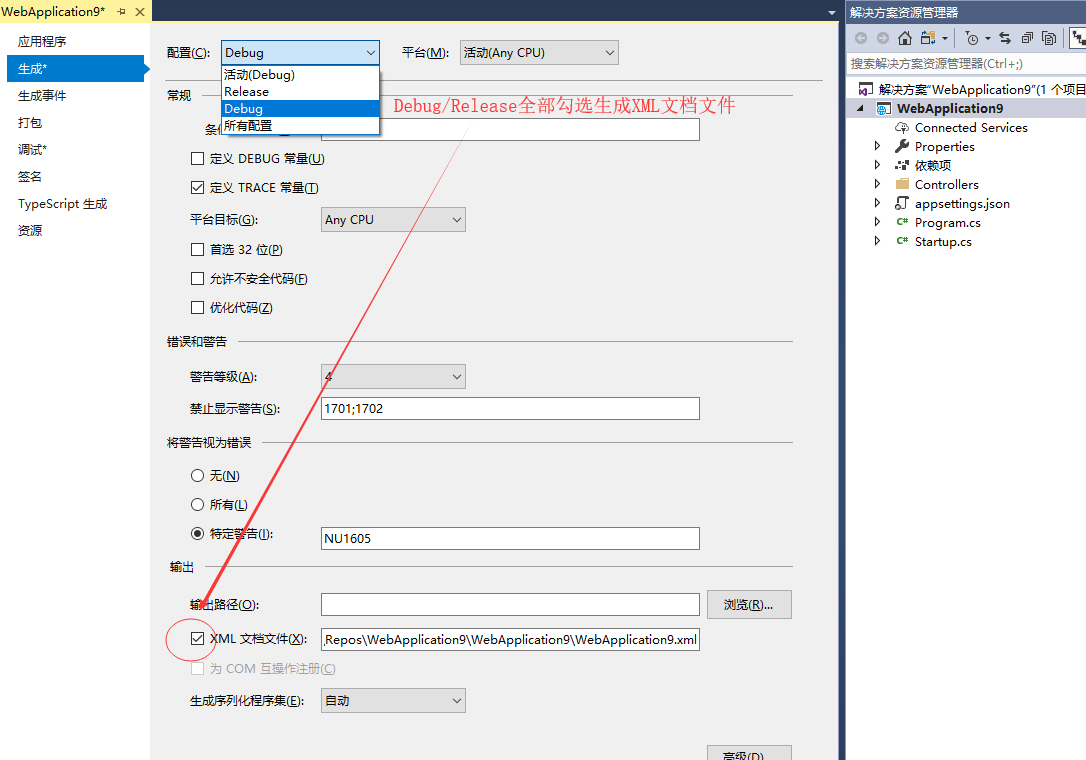 WebApplication9*
应用程序
生成*
生成事件
打包
调试*
签名
TypeScript 生成
资源
配置(C):
Debug
平台(M):
活动(Any CPU)
活动(Debug)
Release
Debug
所有配置
常规
Debug/Release全部勾选生成XML文档文件
定义 DEBUG 常量(U)
定义 TRACE 常量(T)
平台目标(G):
Any CPU
首选 32 位(P)
允许不安全代码(F)
优化代码(Z)
错误和警告
警告等级(A):
4
禁止显示警告(S):
1701;1702
将警告视为错误
无(N)
所有(L)
特定警告(I):
NU1605
输出
输出路径(O):
浏览(R)...
XML 文档文件(X):
Repos\WebApplication9\WebApplication9\WebApplication9.xml
为 COM 互操作注册(C)
生成序列化程序集(E):
自动
高级(D)
解决方案资源管理器
搜索解决方案资源管理器(Ctrl+;)
解决方案"WebApplication9"(1 个项目
WebApplication9
Connected Services
Properties
依赖项
Controllers
appsettings.json
Program.cs
Startup.cs